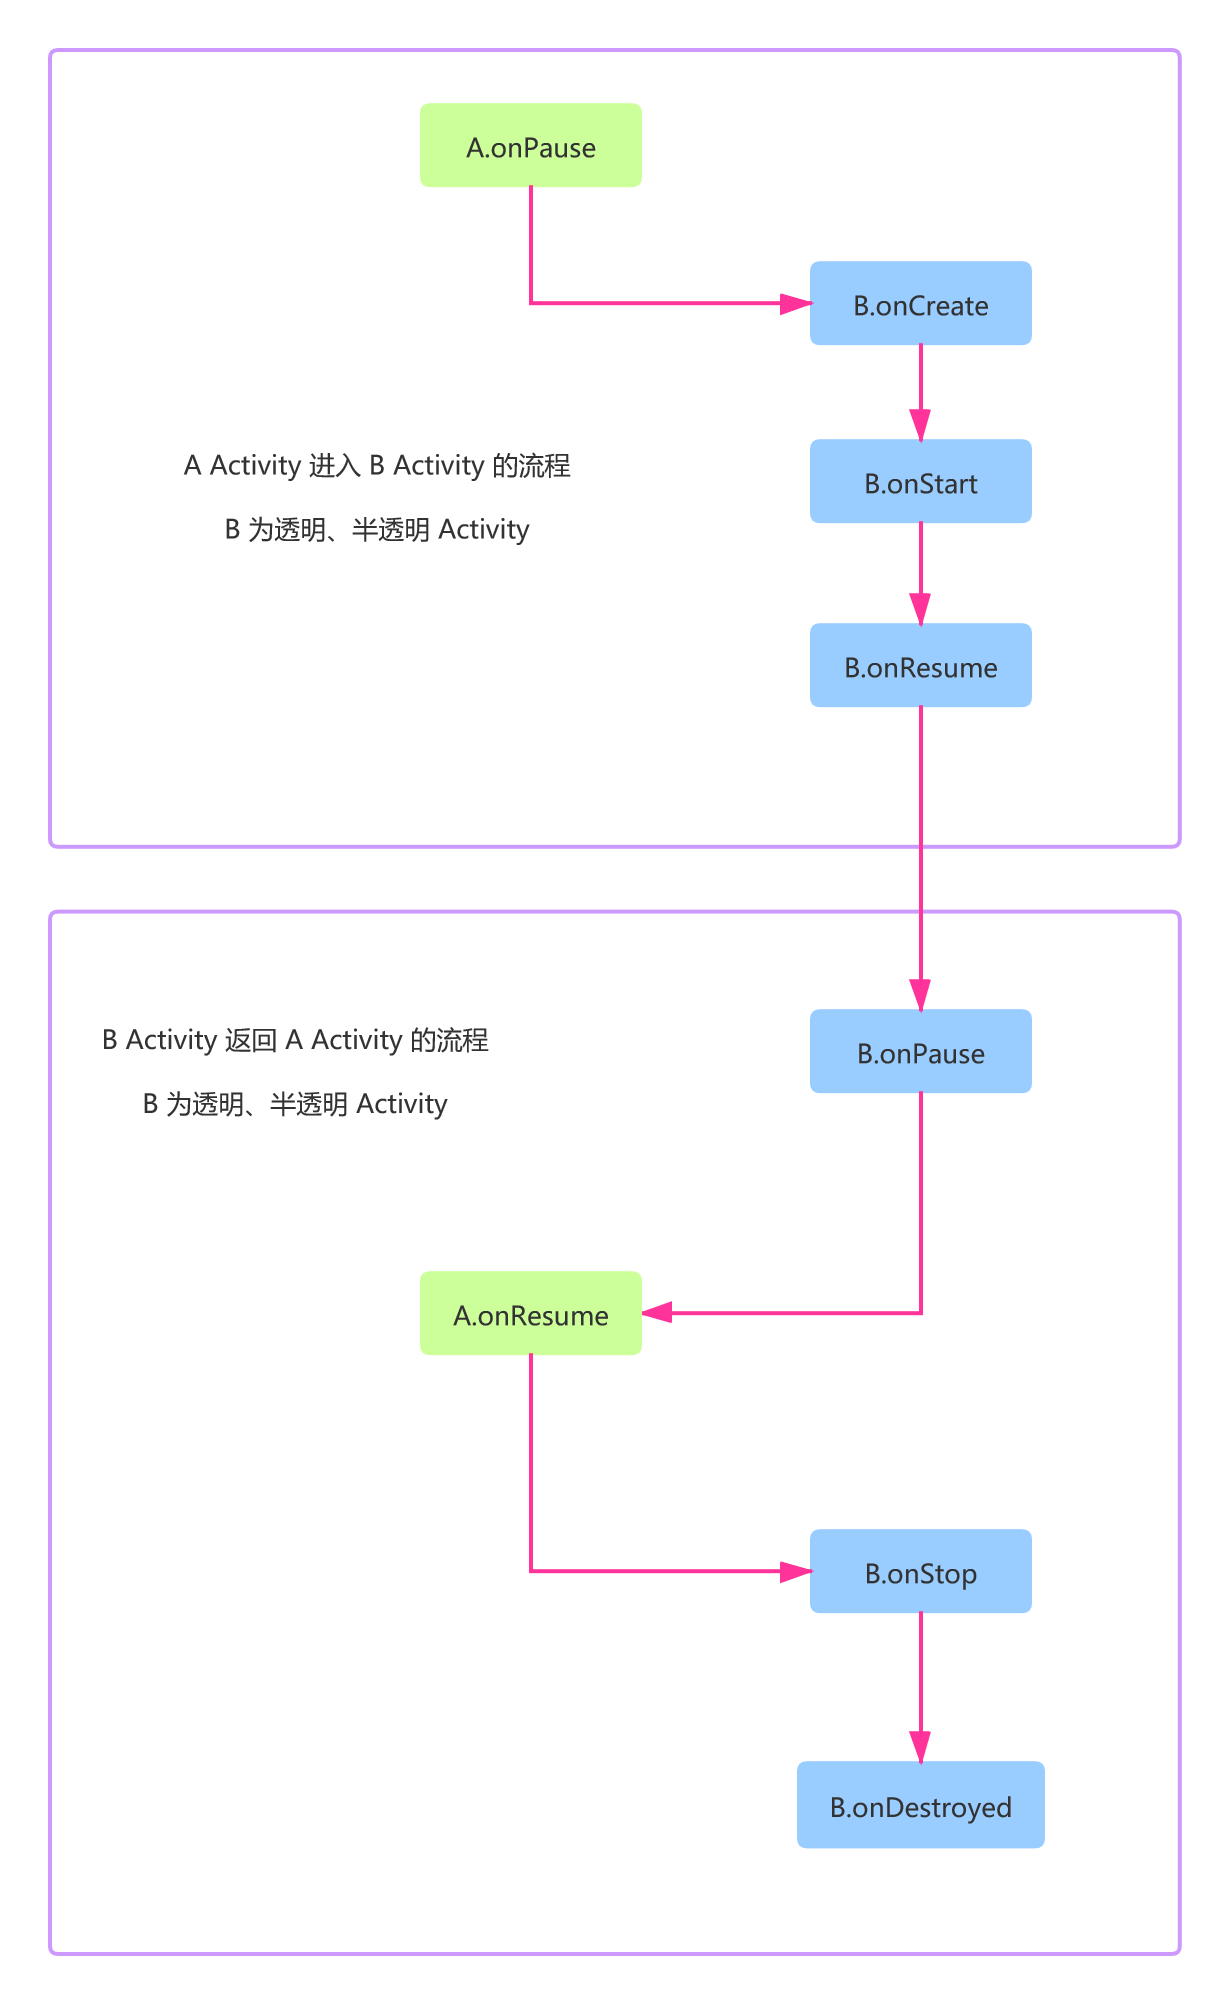 A.onPause
B.onCreate
A Activity 进入 B Activity 的流程
B.onStart
B 为透明、半透明 Activity
B.onResume
B Activity 返回 A Activity 的流程
B.onPause
B 为透明、半透明 Activity
A.onResume
B.onStop
B.onDestroyed